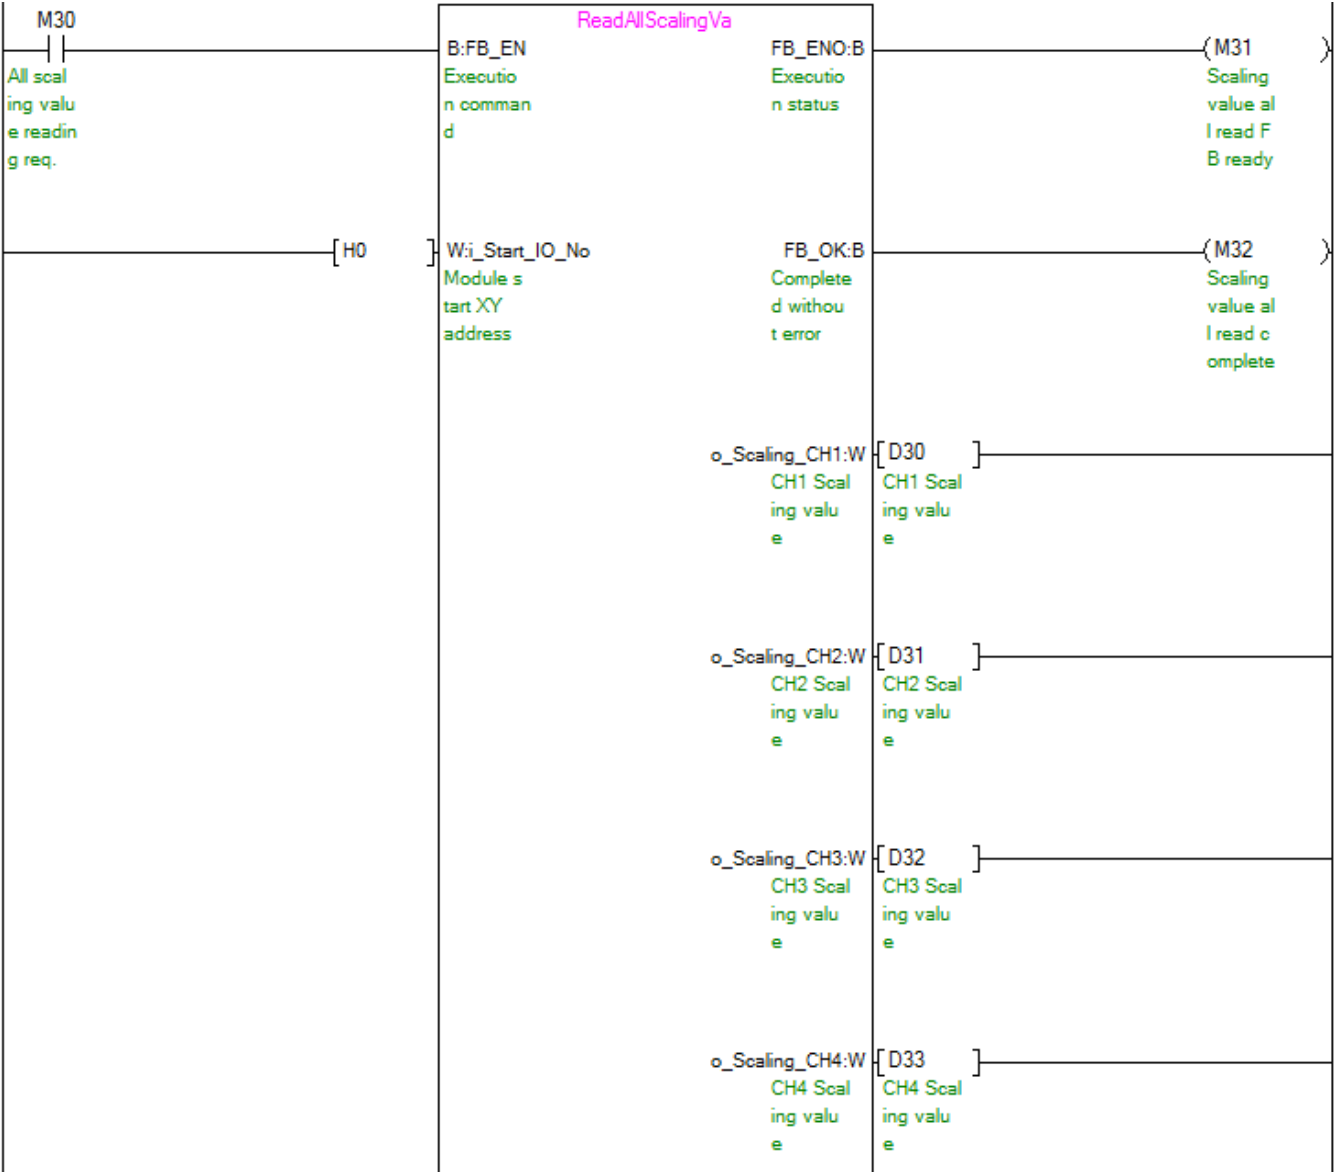 M30
ReadAllScalingVa
B:FB_EN
FB_ENO:B
M31
All scal
ing valu
e readin
g req.
Executio
n comman
d
Executio
n status
Scaling
value al
l read F
B ready
H0
W:i_Start_IO_No
FB_OK:B
M32
Module s
tart XY
address
Complete
d withou
t error
Scaling
value al
l read c
omplete
o_Scaling_CH1:W
D30
CH1 Scal
ing valu
e
CH1 Scal
ing valu
e
o_Scaling_CH2:W
D31
CH2 Scal
ing valu
e
CH2 Scal
ing valu
e
o_Scaling_CH3:W
D32
CH3 Scal
ing valu
e
CH3 Scal
ing valu
e
o_Scaling_CH4:W
D33
CH4 Scal
ing valu
e
CH4 Scal
ing valu
e